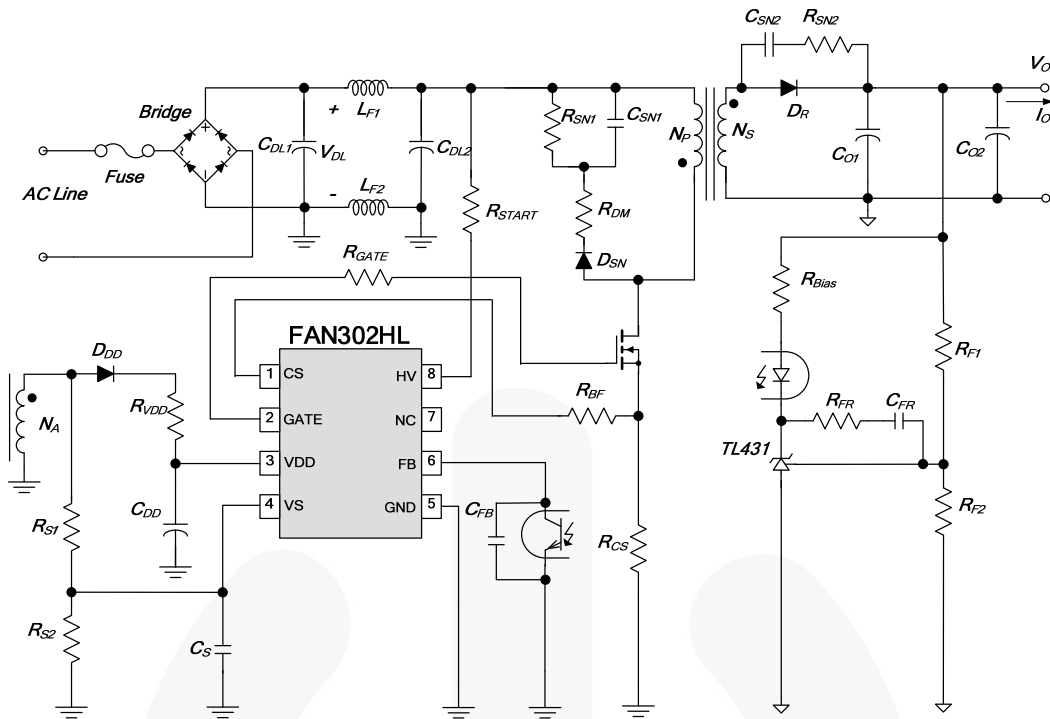 CSN2
RSN2
VO
Bridge
+
LF1
DR
IO
RSN1
CSN1
NP
NS
CDL1
VDL
CDL2
CO1
CO2
Fuse
AC Line
-
LF2
RSTART
RDM
RGATE
DSN
RBias
FAN302HL
DDD
1
CS
HV
8
RBF
RF1
RVDD
2
GATE
NC
7
RFR
CFR
NA
3
VDD
FB
6
TL431
4
VS
GND
5
CDD
CFB
RS1
RCS
RF2
RS2
CS